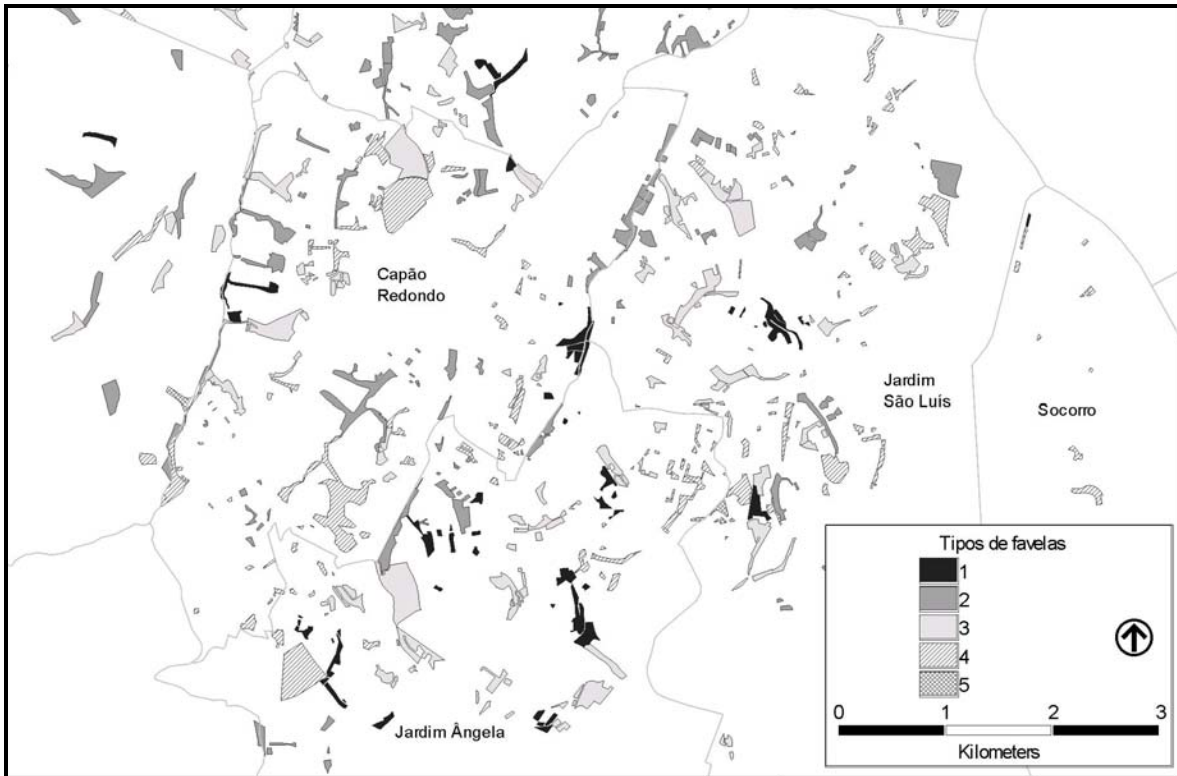 Capão
Redondo
Jardim
São Luís
Socorro
Jardim Ângela
Tipos de favelas
1
2
3
4
5
0 1 2 3
Kilometers